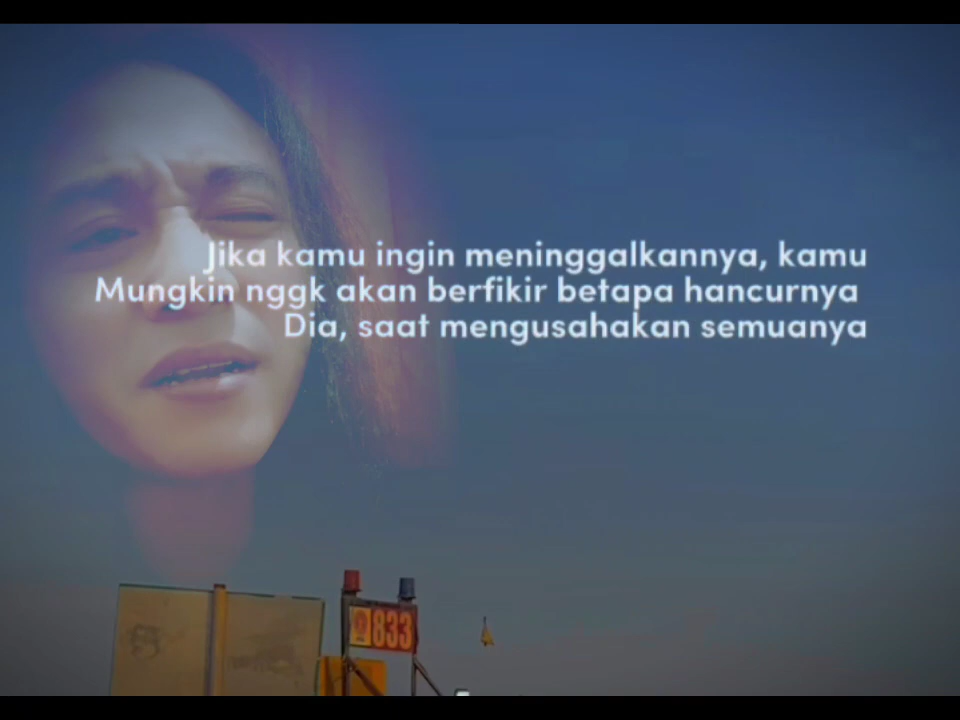 Jika kamu ingin meninggalkannya, kamu
Mungkin nggk akan berfikir betapa hancurnya
Dia, saat mengusahakan semuanya
833